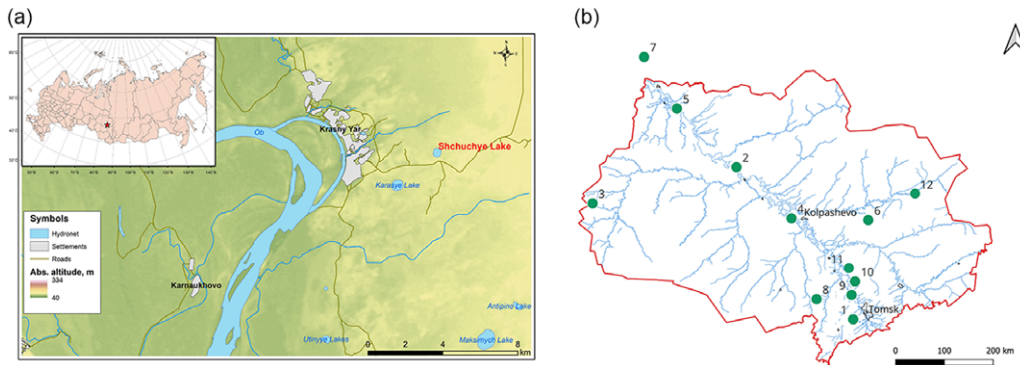 (a)
Ob
Krasny Yar
Shchuchye Lake
Karasye Lake
Karnaukhovo
Antipino Lake
Utinyye Lakes
Maksimych Lake
Symbols
Hydronet
Settlements
Roads
Abs. altitude, m
334
40
0 2 4 6 8
km
(b)
7
5
2
3
12
4
Kolpashevo
6
11
10
9
8
1
Tomsk
0 100 200 km